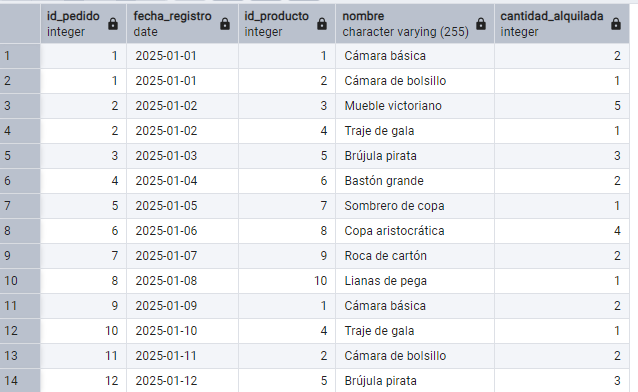 id_pedido fecha_registro id_producto nombre cantidad_alquilada
integer date integer character varying (255) integer
1 1 2025-01-01 1 Cámara básica 2
2 1 2025-01-01 2 Cámara de bolsillo 1
3 2 2025-01-02 3 Mueble victoriano 5
4 2 2025-01-02 4 Traje de gala 1
5 3 2025-01-03 5 Brújula pirata 3
6 4 2025-01-04 6 Bastón grande 2
7 5 2025-01-05 7 Sombrero de copa 1
8 6 2025-01-06 8 Copa aristocrática 4
9 7 2025-01-07 9 Roca de cartón 2
10 8 2025-01-08 10 Lianas de pega 1
11 9 2025-01-09 1 Cámara básica 2
12 10 2025-01-10 4 Traje de gala 1
13 11 2025-01-11 2 Cámara de bolsillo 2
14 12 2025-01-12 5 Brújula pirata 3